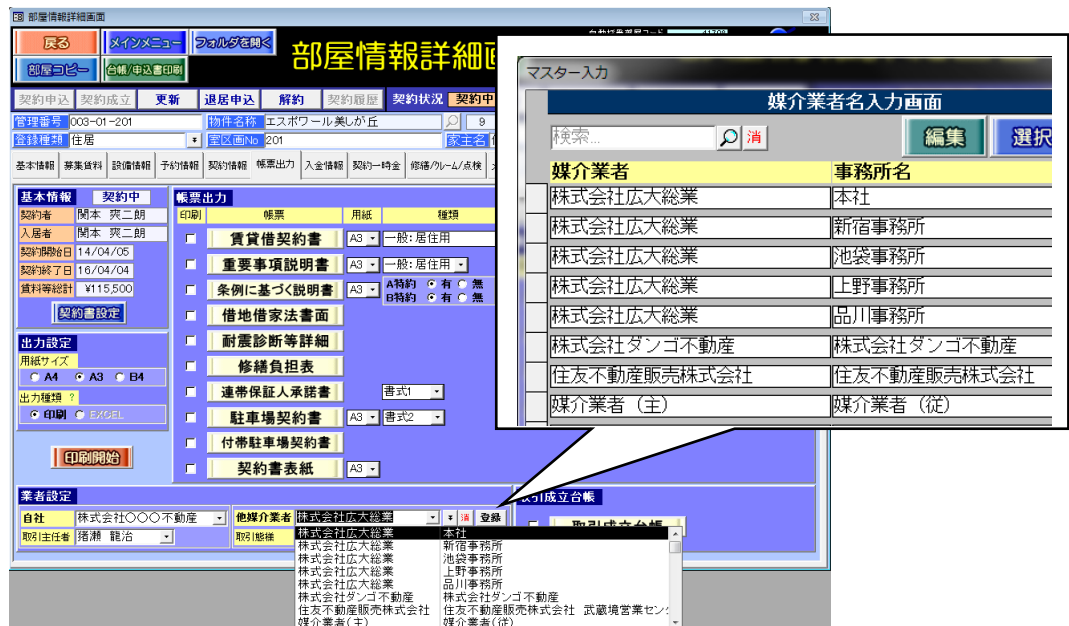 部屋情報詳細画面
戻る メインメニュー フォルダを開く
部屋コピー 台帳/申込書印刷
部屋情報詳細
契約申込 契約成立 更新 退居申込 解約 契約履歴 契約状況 契約中
管理番号 003-01-201 物件名称 エスポワール美しが丘 9
登録種類 住居 室区画No 201 家主名
基本情報 募集賃料 設備情報 予約情報 契約情報 帳票出力 入金情報 契約一時金 修繕/クレーム/点検
基本情報 契約中
契約者 関本 爽二朗
入居者 関本 爽二朗
契約開始日 14/04/05
契約終了日 16/04/04
賃料等総計 ¥115,500
契約書設定
出力設定
用紙サイズ
A4 A3 B4
出力種類 ?
印刷 EXCEL
印刷開始
帳票出力
印刷 帳票 用紙 種類
賃貸借契約書 A3 一般:居住用
重要事項説明書 A3 一般:居住用
条例に基づく説明書 A3 A特約 有 無
B特約 有 無
借地借家法書面
耐震診断等詳細
修繕負担表
連帯保証人承諾書 書式1
駐車場契約書 A3 書式2
付帯駐車場契約書
契約書表紙 A3
業者設定
自社 株式会社○○○不動産
取引主任者 猪瀬 龍治
他媒介業者 株式会社広大総業 消 登録
取引態様
株式会社広大総業 本社
株式会社広大総業 新宿事務所
株式会社広大総業 池袋事務所
株式会社広大総業 上野事務所
株式会社広大総業 品川事務所
株式会社ダンゴ不動産 株式会社ダンゴ不動産
住友不動産販売株式会社 住友不動産販売株式会社 武蔵境営業セン
媒介業者(主) 媒介業者(従)
取引成立台帳
取引成立台帳
マスター入力
媒介業者名入力画面
検索... 消 編集 選択
媒介業者 事務所名
株式会社広大総業 本社
株式会社広大総業 新宿事務所
株式会社広大総業 池袋事務所
株式会社広大総業 上野事務所
株式会社広大総業 品川事務所
株式会社ダンゴ不動産 株式会社ダンゴ不動産
住友不動産販売株式会社 住友不動産販売株式会社
媒介業者（主） 媒介業者（従）